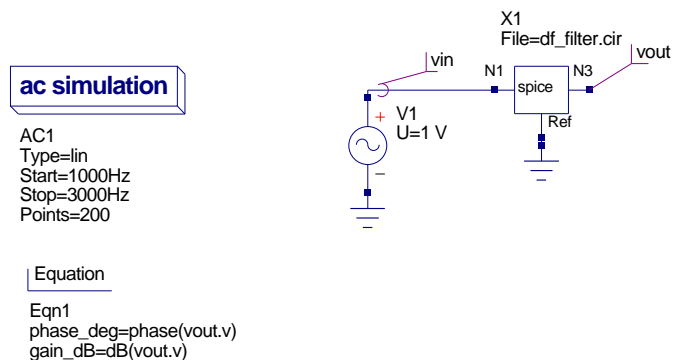 ac simulation
AC1
Type=lin
Start=1000Hz
Stop=3000Hz
Points=200
Equation
Eqn1
phase_deg=phase(vout.v)
gain_dB=dB(vout.v)
vin
+
V1
U=1 V
–
X1
File=df_filter.cir
N1
spice
N3
Ref
vout